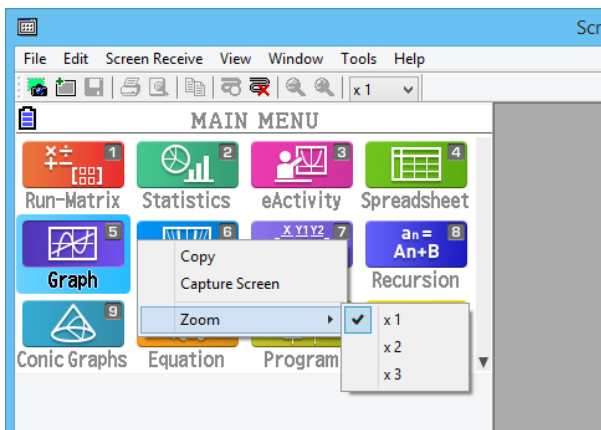 Scr
File Edit Screen Receive View Window Tools Help
x 1
MAIN MENU
×÷+− [88] 1 2 3 4
Run-Matrix Statistics eActivity Spreadsheet
5 6 X Y1Y2 7 an= An+B 8
Graph Recursion
Copy
Capture Screen
Zoom
x 1
x 2
x 3
9
Conic Graphs Equation Program